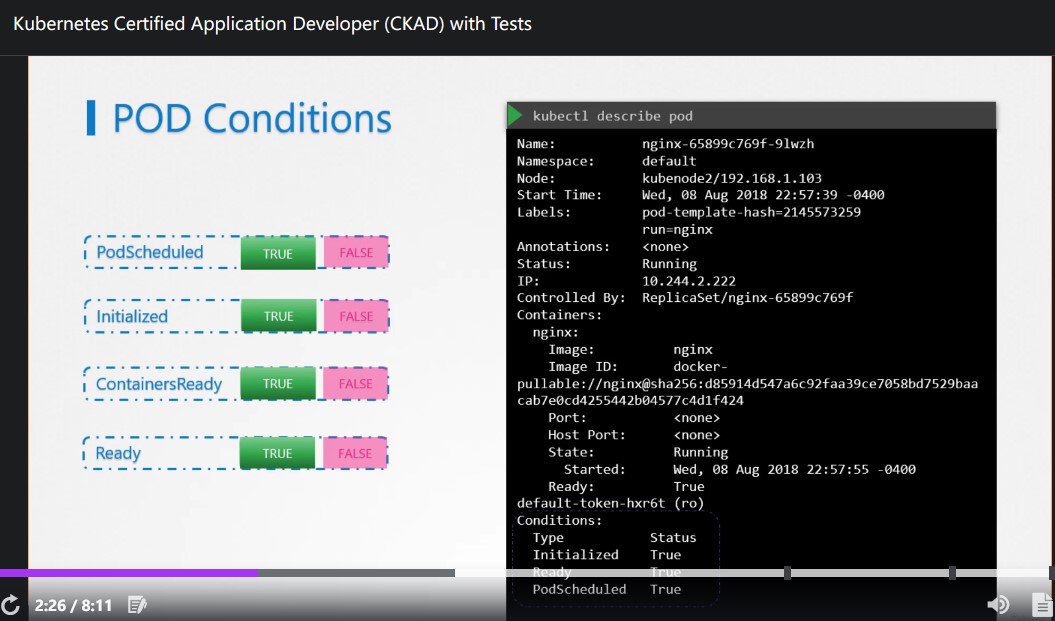 Kubernetes Certified Application Developer (CKAD) with Tests
POD Conditions
PodScheduled TRUE FALSE
Initialized TRUE FALSE
ContainersReady TRUE FALSE
Ready TRUE FALSE
kubectl describe pod
Name: nginx-65899c769f-9lwzh
Namespace: default
Node: kubenode2/192.168.1.103
Start Time: Wed, 08 Aug 2018 22:57:39 -0400
Labels: pod-template-hash=2145573259
run=nginx
Annotations: <none>
Status: Running
IP: 10.244.2.222
Controlled By: ReplicaSet/nginx-65899c769f
Containers:
nginx:
Image: nginx
Image ID: docker-
pullable://nginx@sha256:d85914d547a6c92faa39ce7058bd7529baa
cab7e0cd4255442b04577c4d1f424
Port: <none>
Host Port: <none>
State: Running
Started: Wed, 08 Aug 2018 22:57:55 -0400
Ready: True
default-token-hxr6t (ro)
Conditions:
Type Status
Initialized True
Ready True
PodScheduled True
2:26 / 8:11